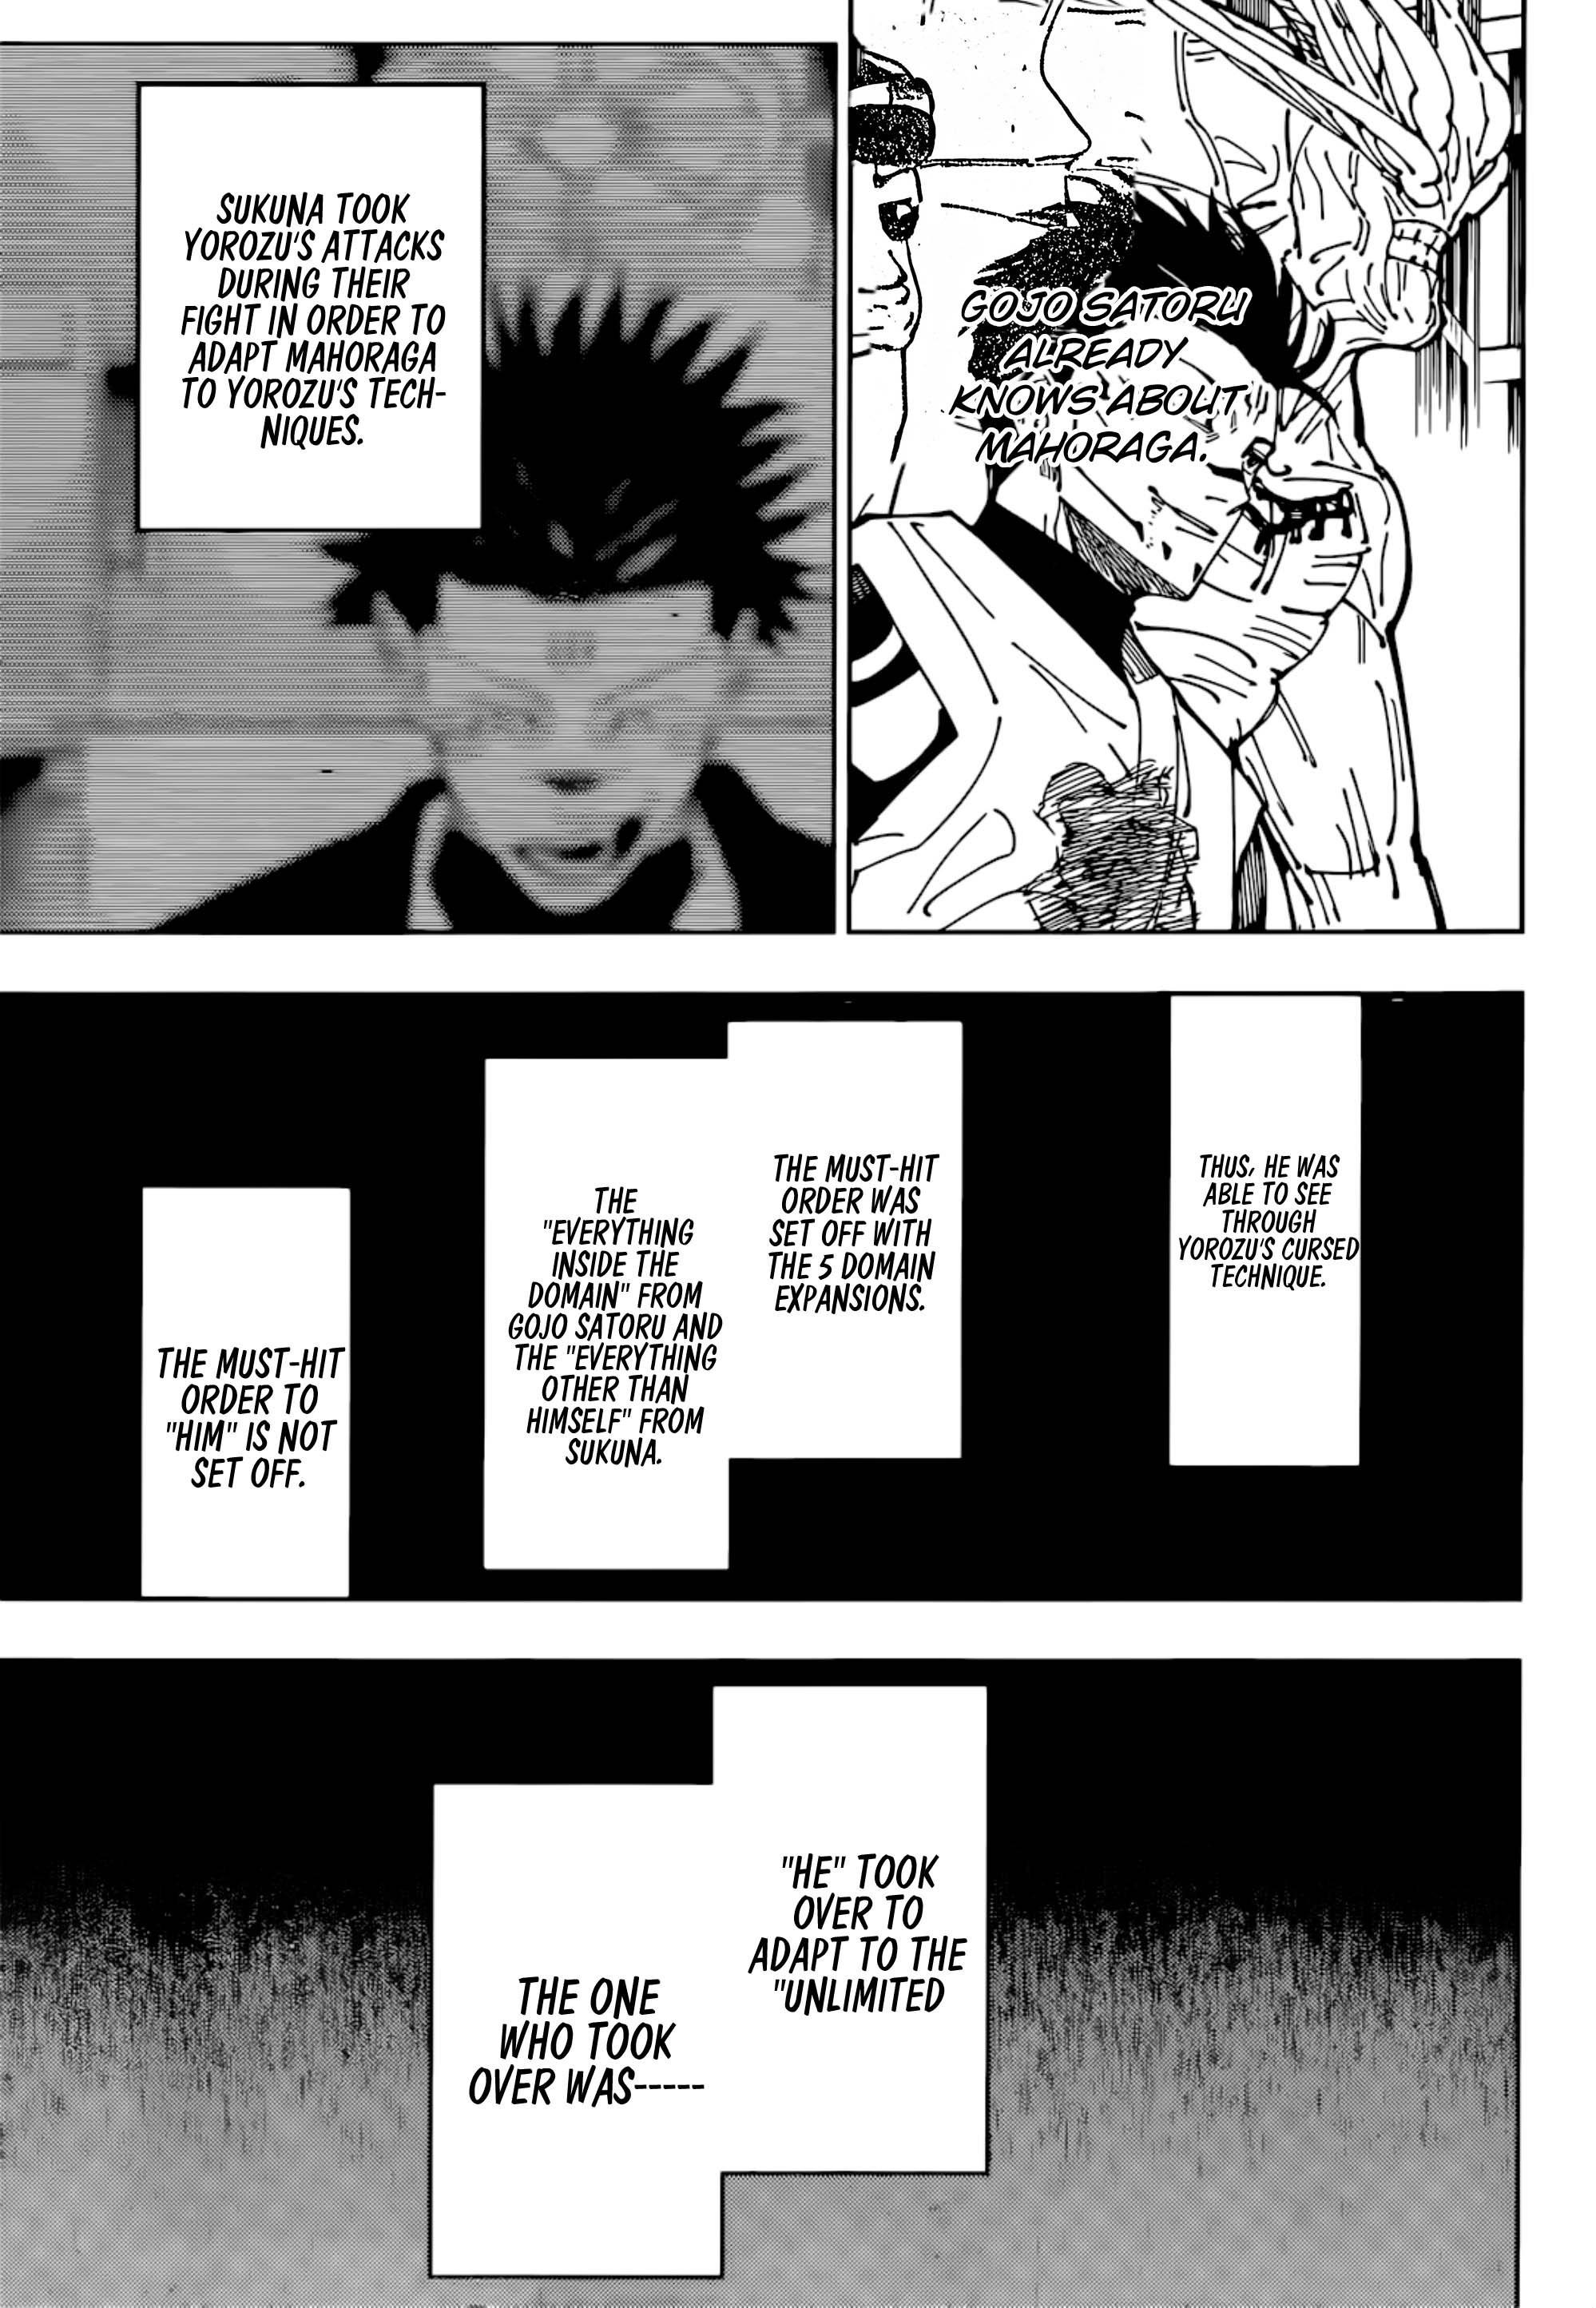 GOJO SATORU
ALREADY
KNOWS ABOUT
MAHORAGA.
SUKUNA TOOK
YOROZU'S ATTACKS
DURING THEIR
FIGHT IN ORDER TO
ADAPT MAHORAGA
TO YOROZU'S TECH-
NIQUES.
THUS, HE WAS
ABLE TO SEE
THROUGH
YOROZU'S CURSED
TECHNIQUE.
THE MUST-HIT
ORDER WAS
SET OFF WITH
THE 5 DOMAIN
EXPANSIONS.
THE
"EVERYTHING
INSIDE THE
DOMAIN" FROM
GOJO SATORU AND
THE "EVERYTHING
OTHER THAN
HIMSELF" FROM
SUKUNA.
THE MUST-HIT
ORDER TO
"HIM" IS NOT
SET OFF.
"HE" TOOK
OVER TO
ADAPT TO THE
"UNLIMITED
THE ONE
WHO TOOK
OVER WAS-----